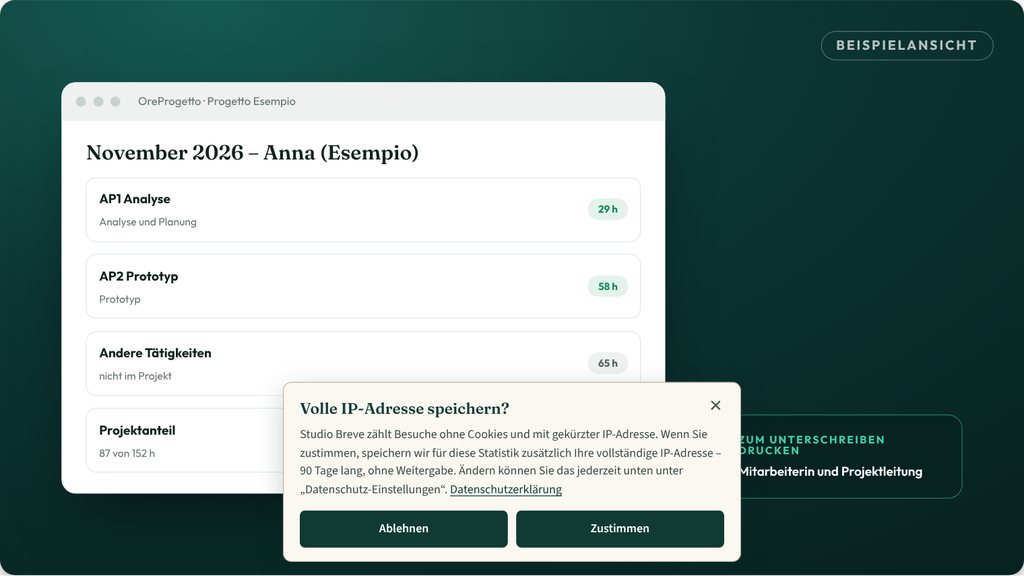 BEISPIELANSICHT
OreProgetto · Progetto Esempio
November 2026 – Anna (Esempio)
AP1 Analyse
Analyse und Planung
29 h
AP2 Prototyp
Prototyp
58 h
Andere Tätigkeiten
nicht im Projekt
65 h
Projektanteil
87 von 152 h
ZUM UNTERSCHREIBEN
DRUCKEN
Mitarbeiterin und Projektleitung
Volle IP-Adresse speichern?
Studio Breve zählt Besuche ohne Cookies und mit gekürzter IP-Adresse. Wenn Sie
zustimmen, speichern wir für diese Statistik zusätzlich Ihre vollständige IP-Adresse –
90 Tage lang, ohne Weitergabe. Ändern können Sie das jederzeit unten unter
„Datenschutz-Einstellungen“. Datenschutzerklärung
Ablehnen
Zustimmen